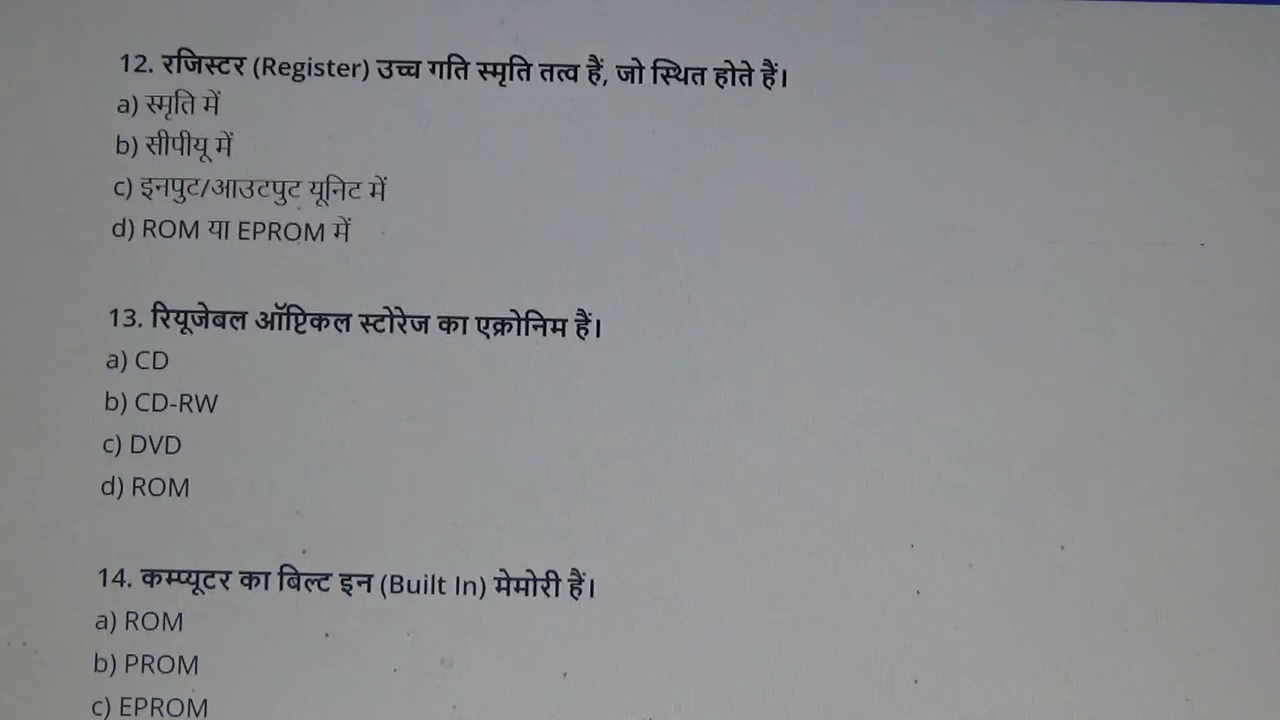 12. रजिस्टर (Register) उच्च गति स्मृति तत्व हैं, जो स्थित होते हैं।
a) स्मृति में
b) सीपीयू में
c) इनपुट/आउटपुट यूनिट में
d) ROM या EPROM में
13. रियूजेबल ऑप्टिकल स्टोरेज का एक्रोनिम हैं।
a) CD
b) CD-RW
c) DVD
d) ROM
14. कम्प्यूटर का बिल्ट इन (Built In) मेमोरी हैं।
a) ROM
b) PROM
c) EPROM